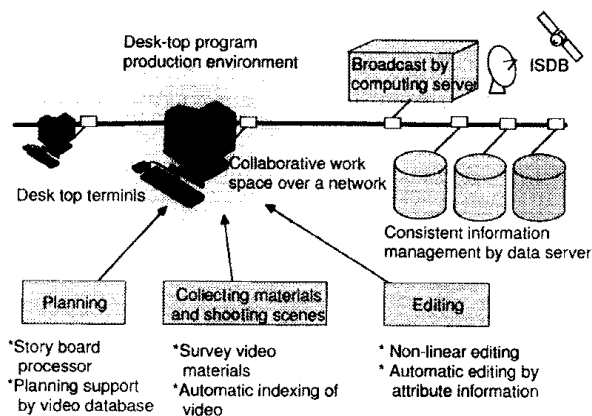 Desk-top program
production environment
Broadcast by
computing server
ISDB
Desk top terminls
Collaborative work
space over a network
Consistent information
management by data server
Planning
Collecting materials
and shooting scenes
Editing
*Story board
processor
*Planning support
by video database
*Survey video
materials
*Automatic indexing of
video
* Non-linear editing
* Automatic editing by
attribute information